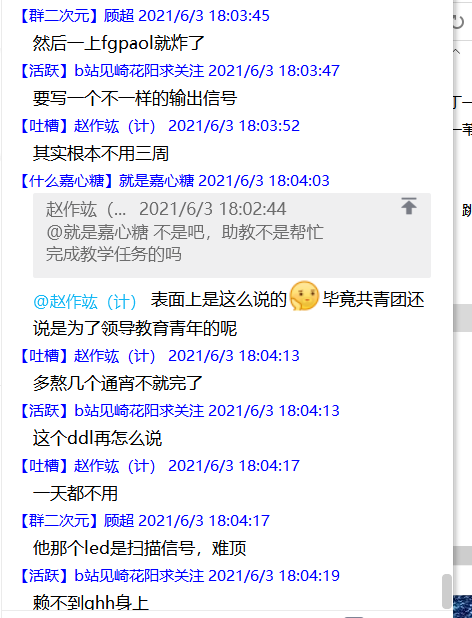 【群二次元】顾超 2021/6/3 18:03:45
然后一上fgpaol就炸了
【活跃】b站见崎花阳求关注 2021/6/3 18:03:47
要写一个不一样的输出信号
【吐槽】赵作竑（计） 2021/6/3 18:03:52
其实根本不用三周
【什么嘉心糖】就是嘉心糖 2021/6/3 18:04:03
赵作竑（... 2021/6/3 18:02:44
@就是嘉心糖 不是吧，助教不是帮忙
完成教学任务的吗
@赵作竑（计） 表面上是这么说的 毕竟共青团还
说是为了领导教育青年的呢
【吐槽】赵作竑（计） 2021/6/3 18:04:13
多熬几个通宵不就完了
【活跃】b站见崎花阳求关注 2021/6/3 18:04:13
这个ddl再怎么说
【吐槽】赵作竑（计） 2021/6/3 18:04:17
一天都不用
【群二次元】顾超 2021/6/3 18:04:17
他那个led是扫描信号，难顶
【活跃】b站见崎花阳求关注 2021/6/3 18:04:19
赖不到ghh身上